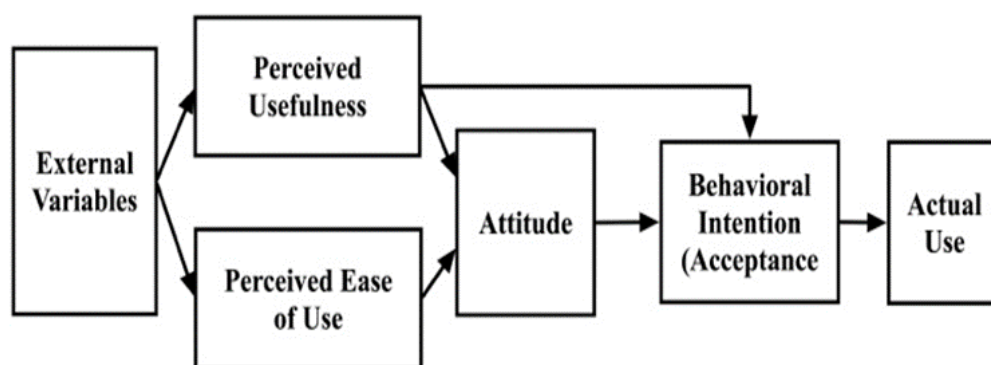 External
Variables
Perceived
Usefulness
Perceived Ease
of Use
Attitude
Behavioral
Intention
(Acceptance
Actual
Use